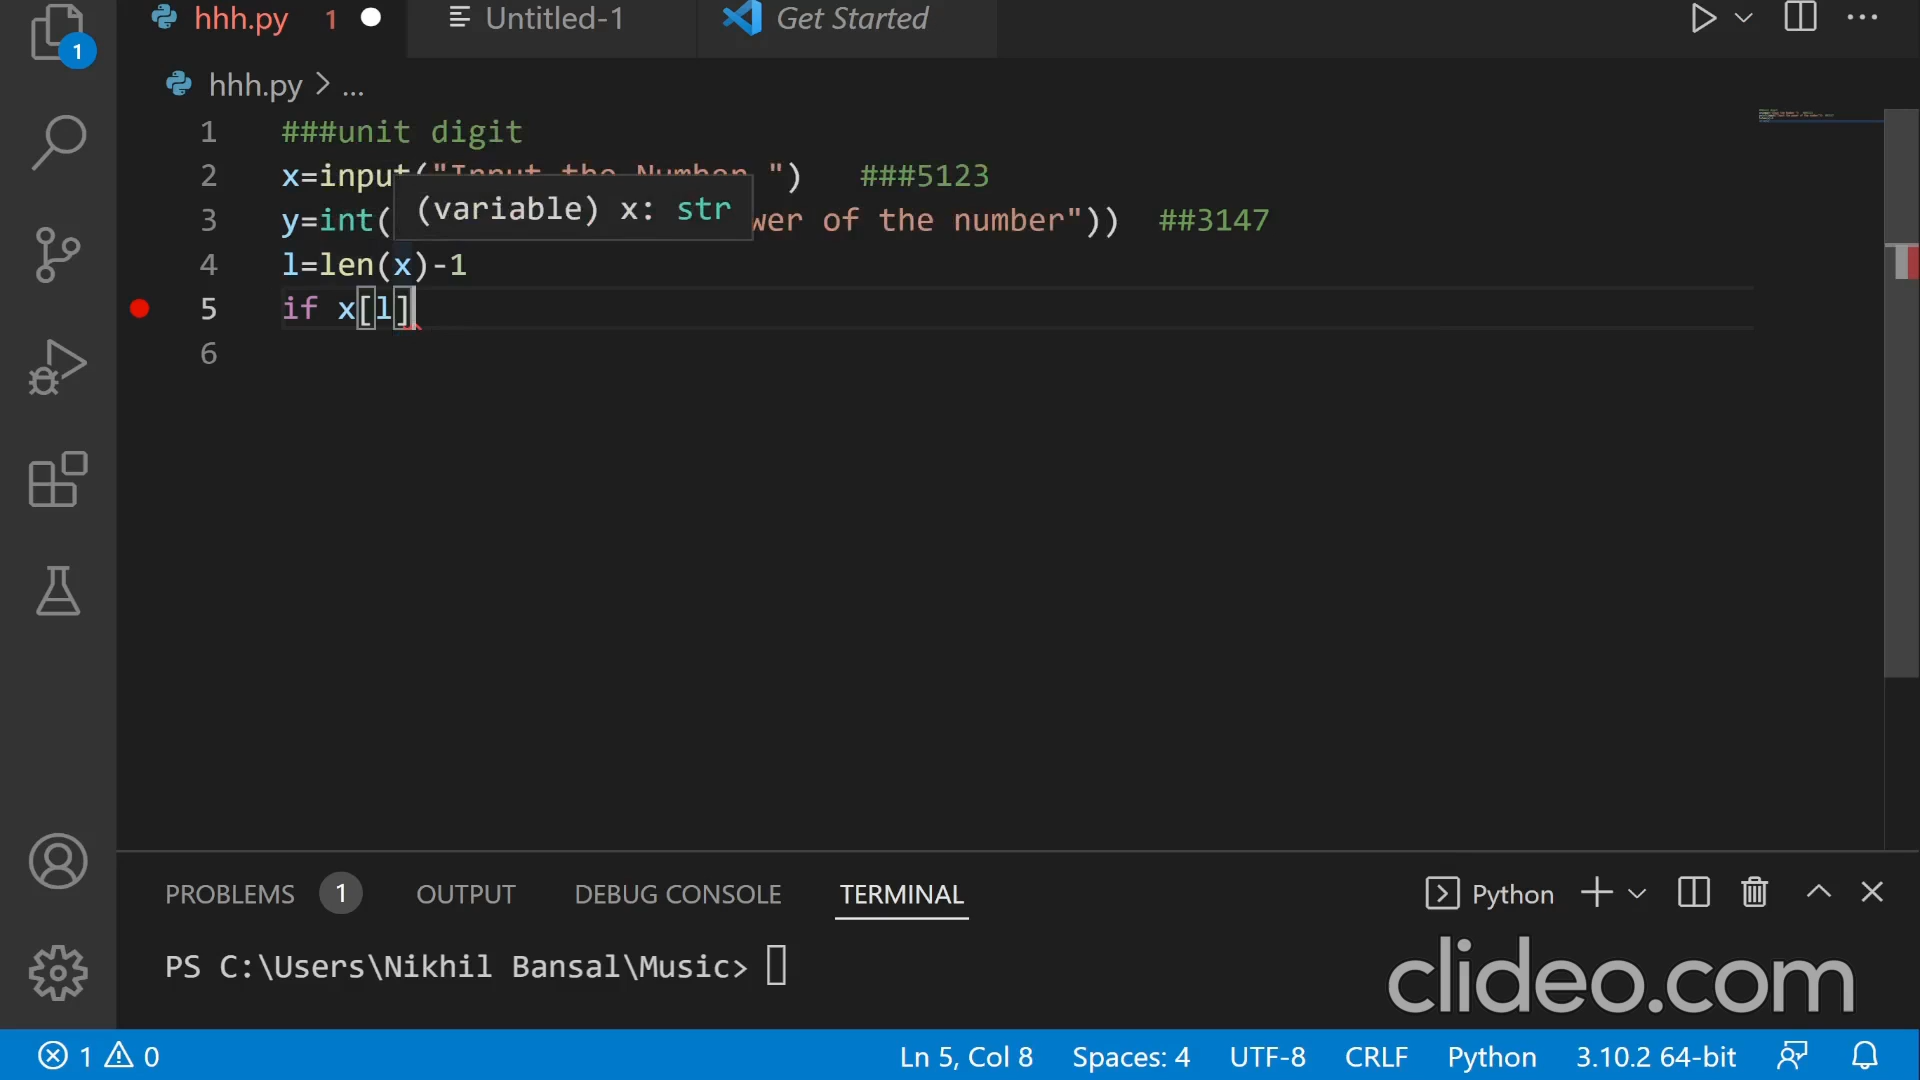 hhh.py 1
Untitled-1
Get Started
1
hhh.py > ...
1 ###unit digit
2 x=input("Input the Number ") ###5123
(variable) x: str
3 y=int( wer of the number")) ##3147
4 l=len(x)-1
5 if x[l]
6
PROBLEMS 1 OUTPUT DEBUG CONSOLE TERMINAL
Python
PS C:\Users\Nikhil Bansal\Music>
clideo.com
1 0 Ln 5, Col 8 Spaces: 4 UTF-8 CRLF Python 3.10.2 64-bit